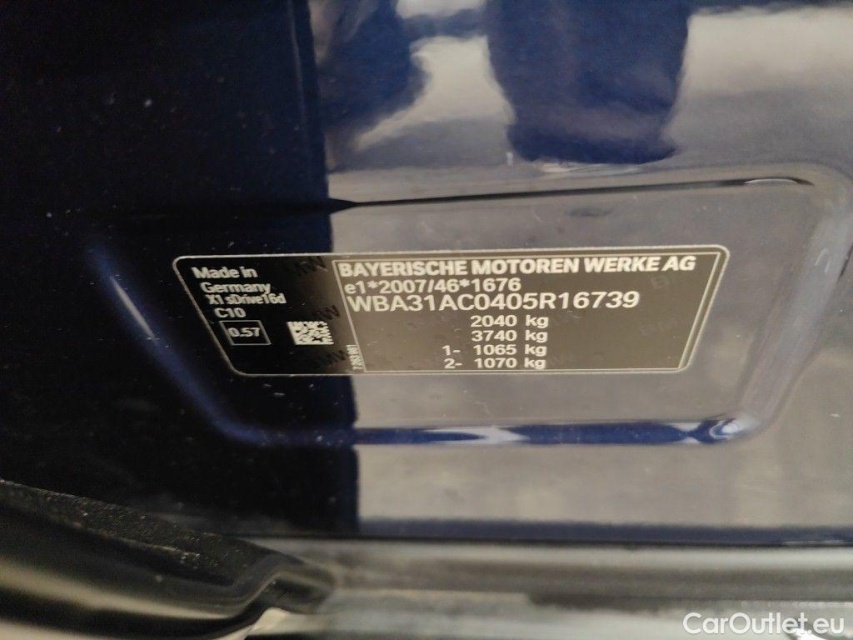 Made in
Germany
X1 sDrive16d
C10
0.57
BAYERISCHE MOTOREN WERKE AG
e1*2007/46*1676
WBA31AC0405R16739
2040 kg
3740 kg
1- 1065 kg
2- 1070 kg
CarOutlet.eu